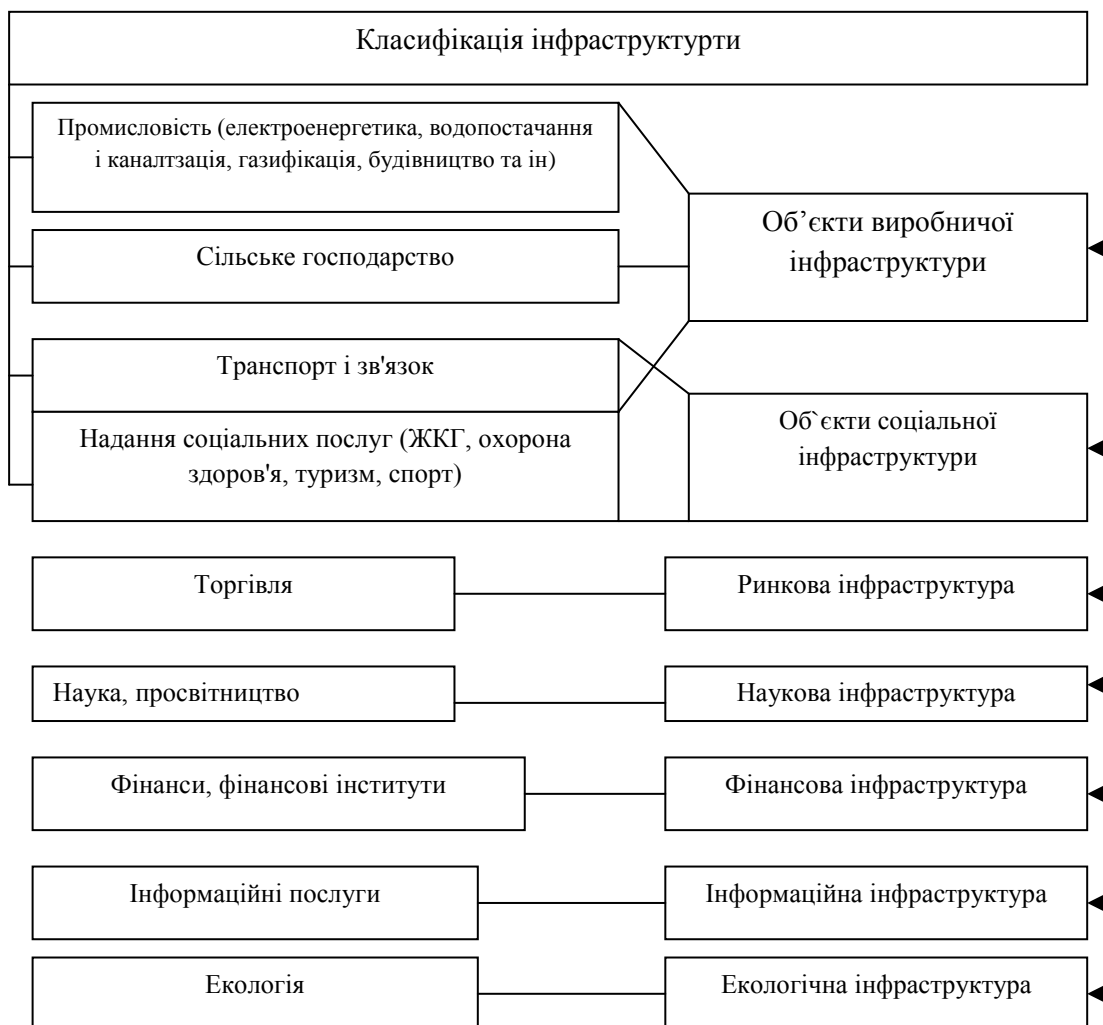 Класифікація інфраструктурти
Промисловість (електроенергетика, водопостачання
і каналтзація, газифікація, будівництво та ін)
Об’єкти виробничої
інфраструктури
Сільське господарство
Транспорт і зв'язок
Надання соціальних послуг (ЖКГ, охорона
здоров'я, туризм, спорт)
Об`єкти соціальної
інфраструктури
Торгівля
Ринкова інфраструктура
Наука, просвітництво
Наукова інфраструктура
Фінанси, фінансові інститути
Фінансова інфраструктура
Інформаційні послуги
Інформаційна інфраструктура
Екологія
Екологічна інфраструктура